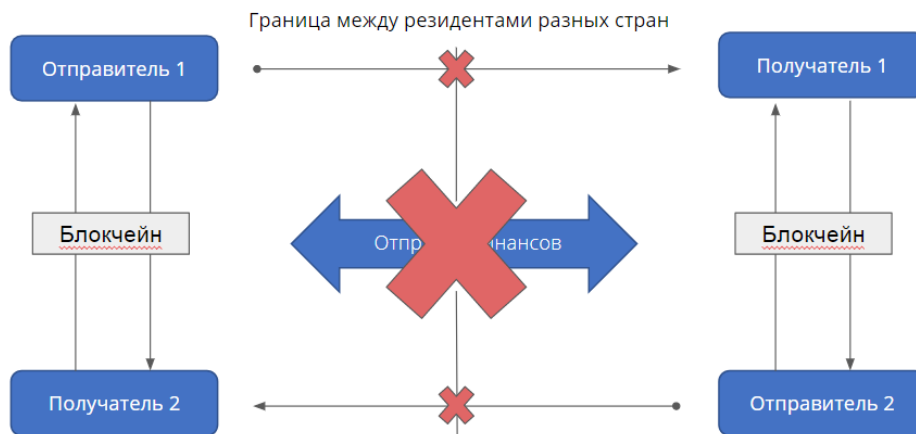 Граница между резидентами разных стран
Отправитель 1
Получатель 1
Блокчейн
Блокчейн
Получатель 2
Отправитель 2